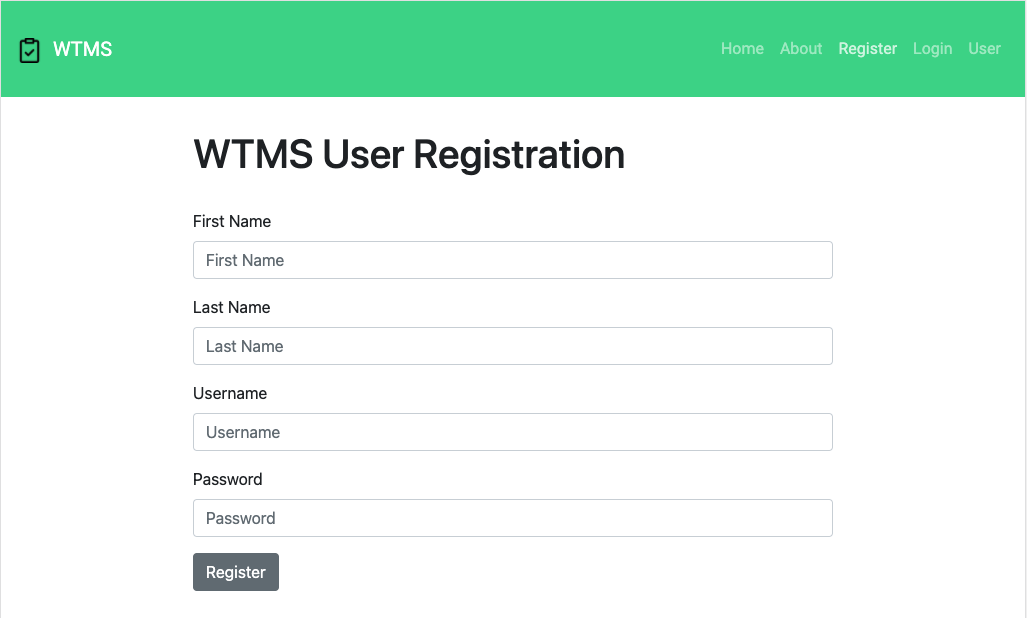 WTMS
Home About Register Login User
WTMS User Registration
First Name
First Name
Last Name
Last Name
Username
Username
Password
Password
Register